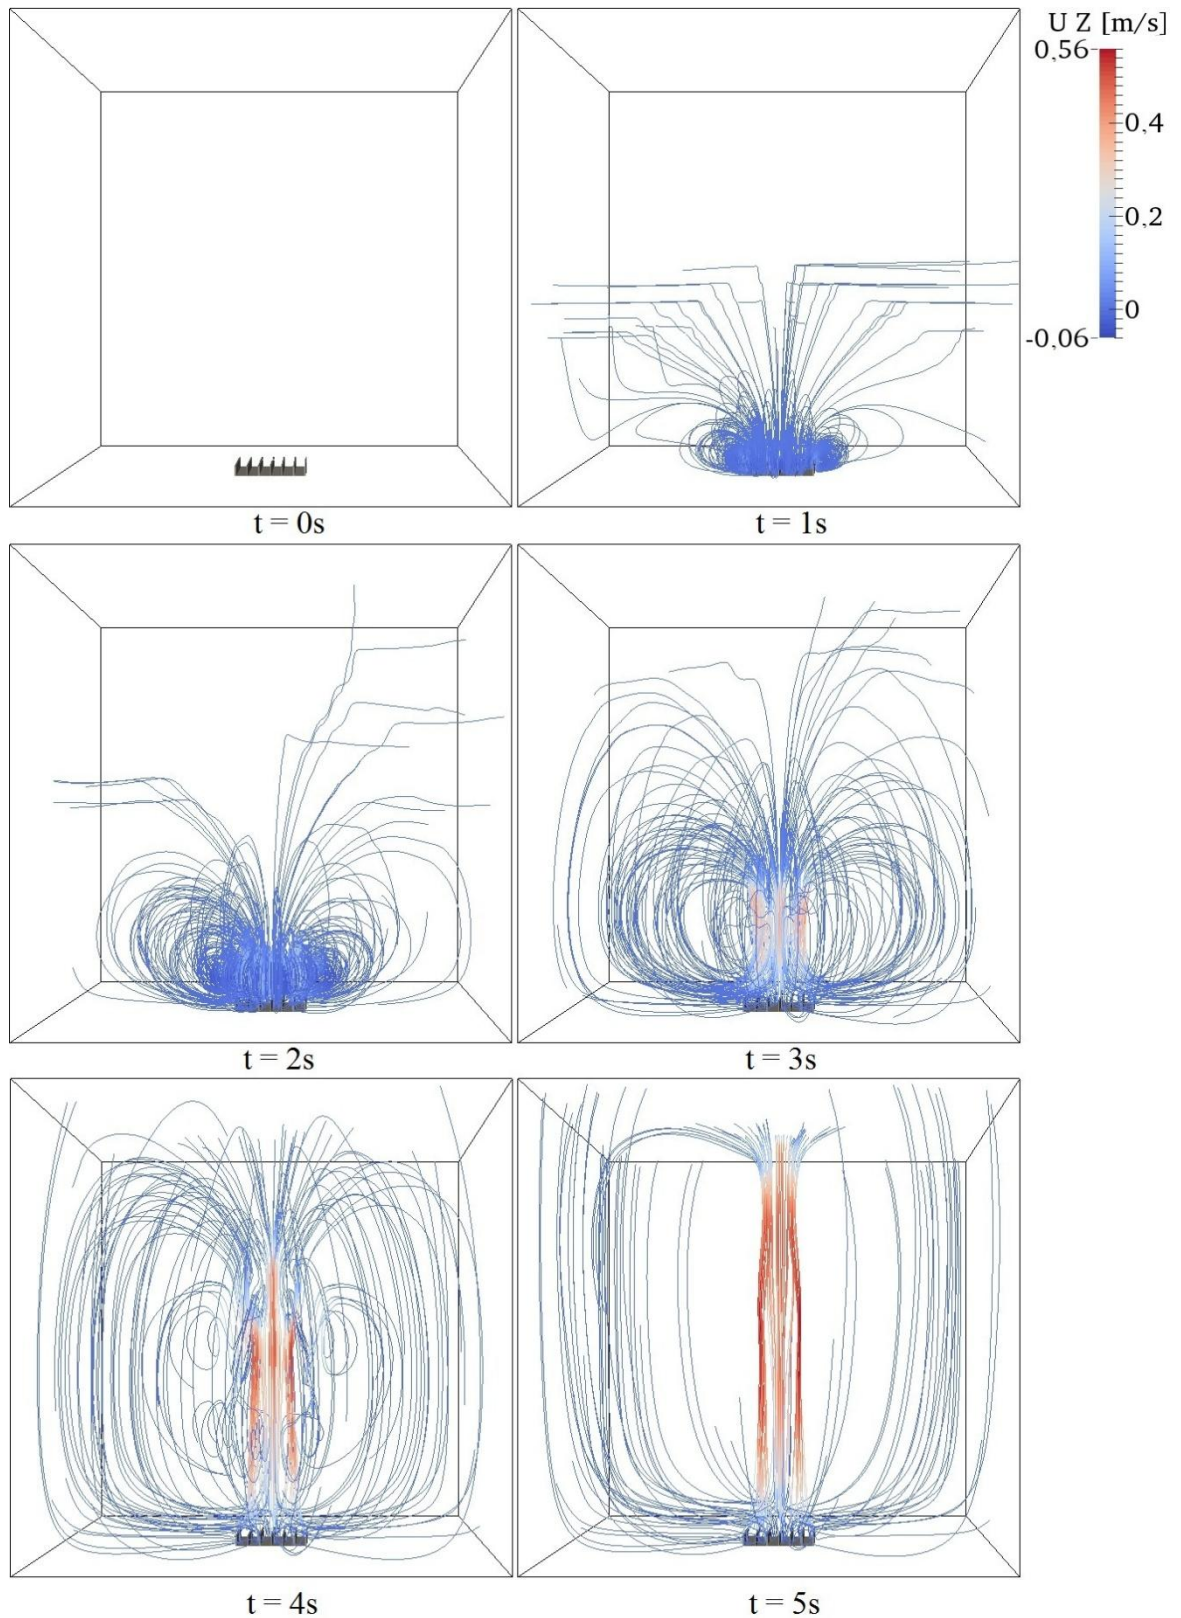 U Z [m/s]
0,56
0,4
0,2
0
-0,06
t = 0s
t = 1s
t = 2s
t = 3s
t = 4s
t = 5s